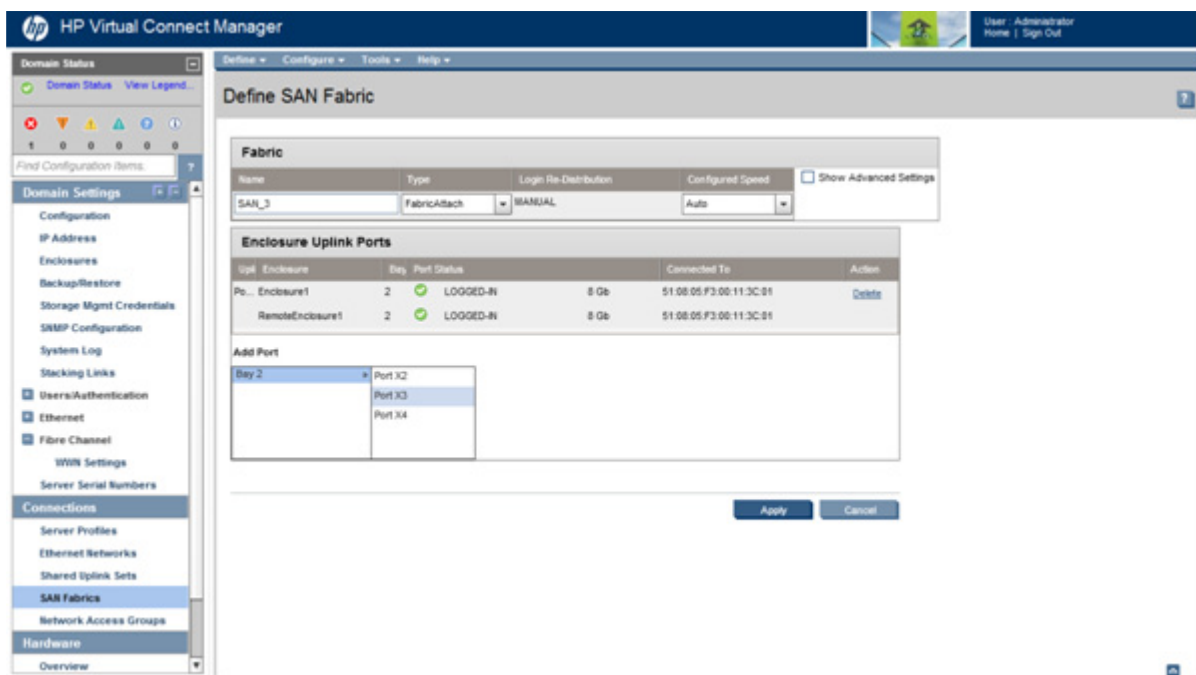 hp HP Virtual Connect Manager
User : Administrator
Home | Sign Out
Domain Status
Domain Status View Legend...
1 0 0 0 0 0
Find Configuration Items.
?
Domain Settings
Configuration
IP Address
Enclosures
Backup/Restore
Storage Mgmt Credentials
SNMP Configuration
System Log
Stacking Links
Users/Authentication
Ethernet
Fibre Channel
WWN Settings
Server Serial Numbers
Connections
Server Profiles
Ethernet Networks
Shared Uplink Sets
SAN Fabrics
Network Access Groups
Hardware
Overview
Define Configure Tools Help
Define SAN Fabric
?
Fabric
Name Type Login Re-Distribution Configured Speed
SAN_3 FabricAttach MANUAL Auto
Show Advanced Settings
Enclosure Uplink Ports
Upli Enclosure Bay Port Status Connected To Action
Po... Enclosure1 2 LOGGED-IN 8 Gb 51:08:05:F3:00:11:3C:01 Delete
RemoteEnclosure1 2 LOGGED-IN 8 Gb 51:08:05:F3:00:11:3C:01
Add Port
Bay 2 Port X2
Port X3
Port X4
Apply Cancel